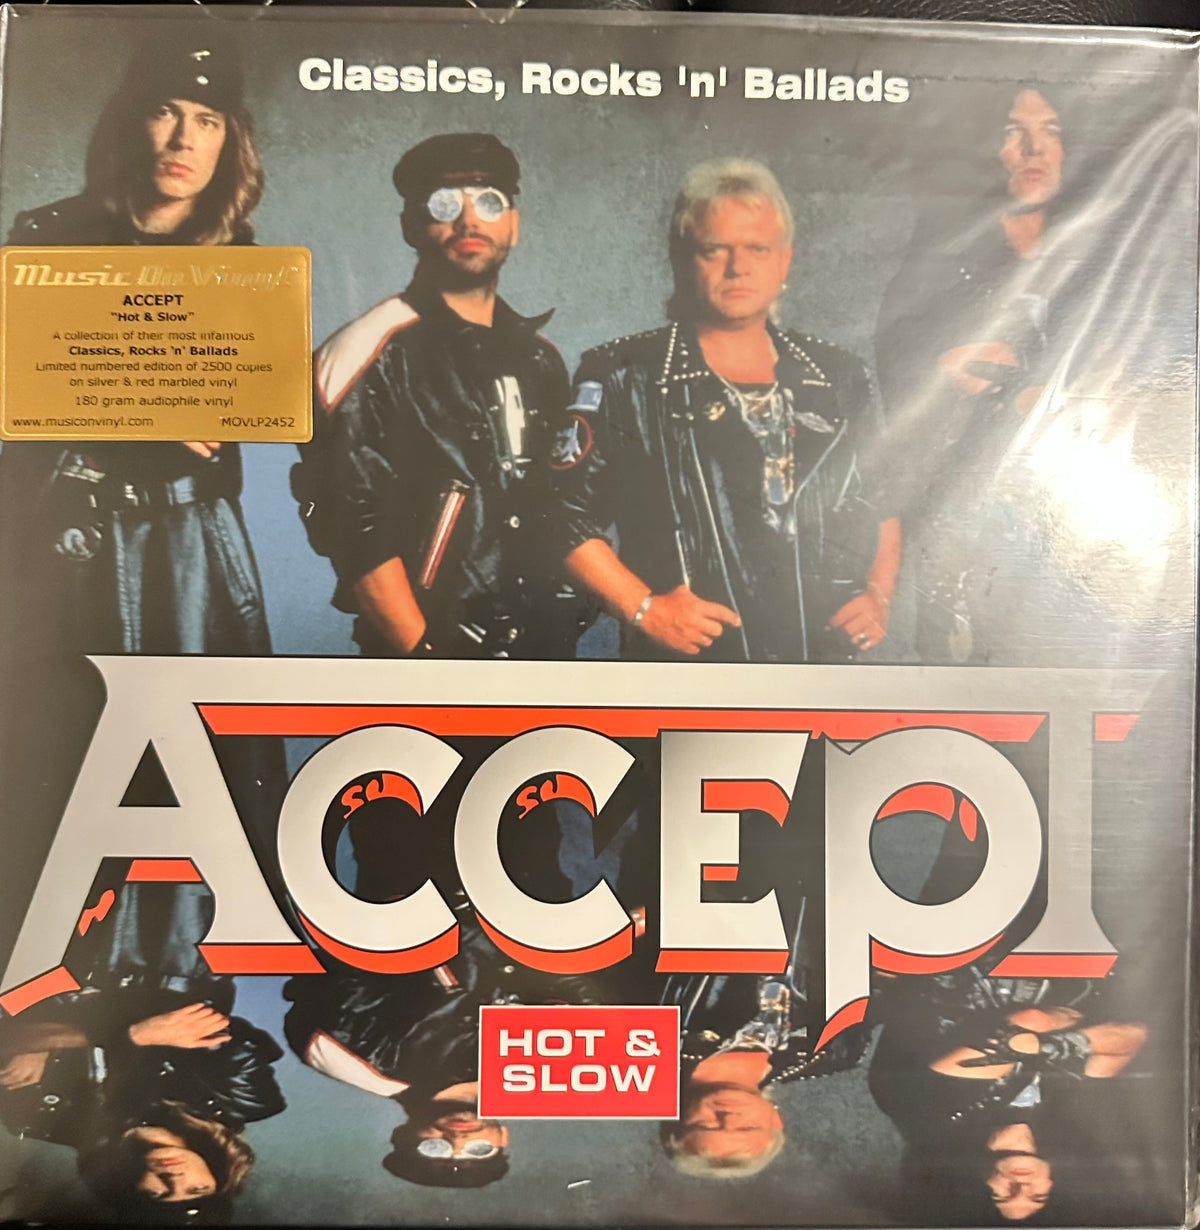 Classics, Rocks 'n' Ballads
Music On Vinyl
ACCEPT
"Hot & Slow"
A collection of their most infamous
Classics, Rocks 'n' Ballads
Limited numbered edition of 2500 copies
on silver & red marbled vinyl
180 gram audiophile vinyl
www.musiconvinyl.com MOVLP2452
ACCEPT
HOT &
SLOW